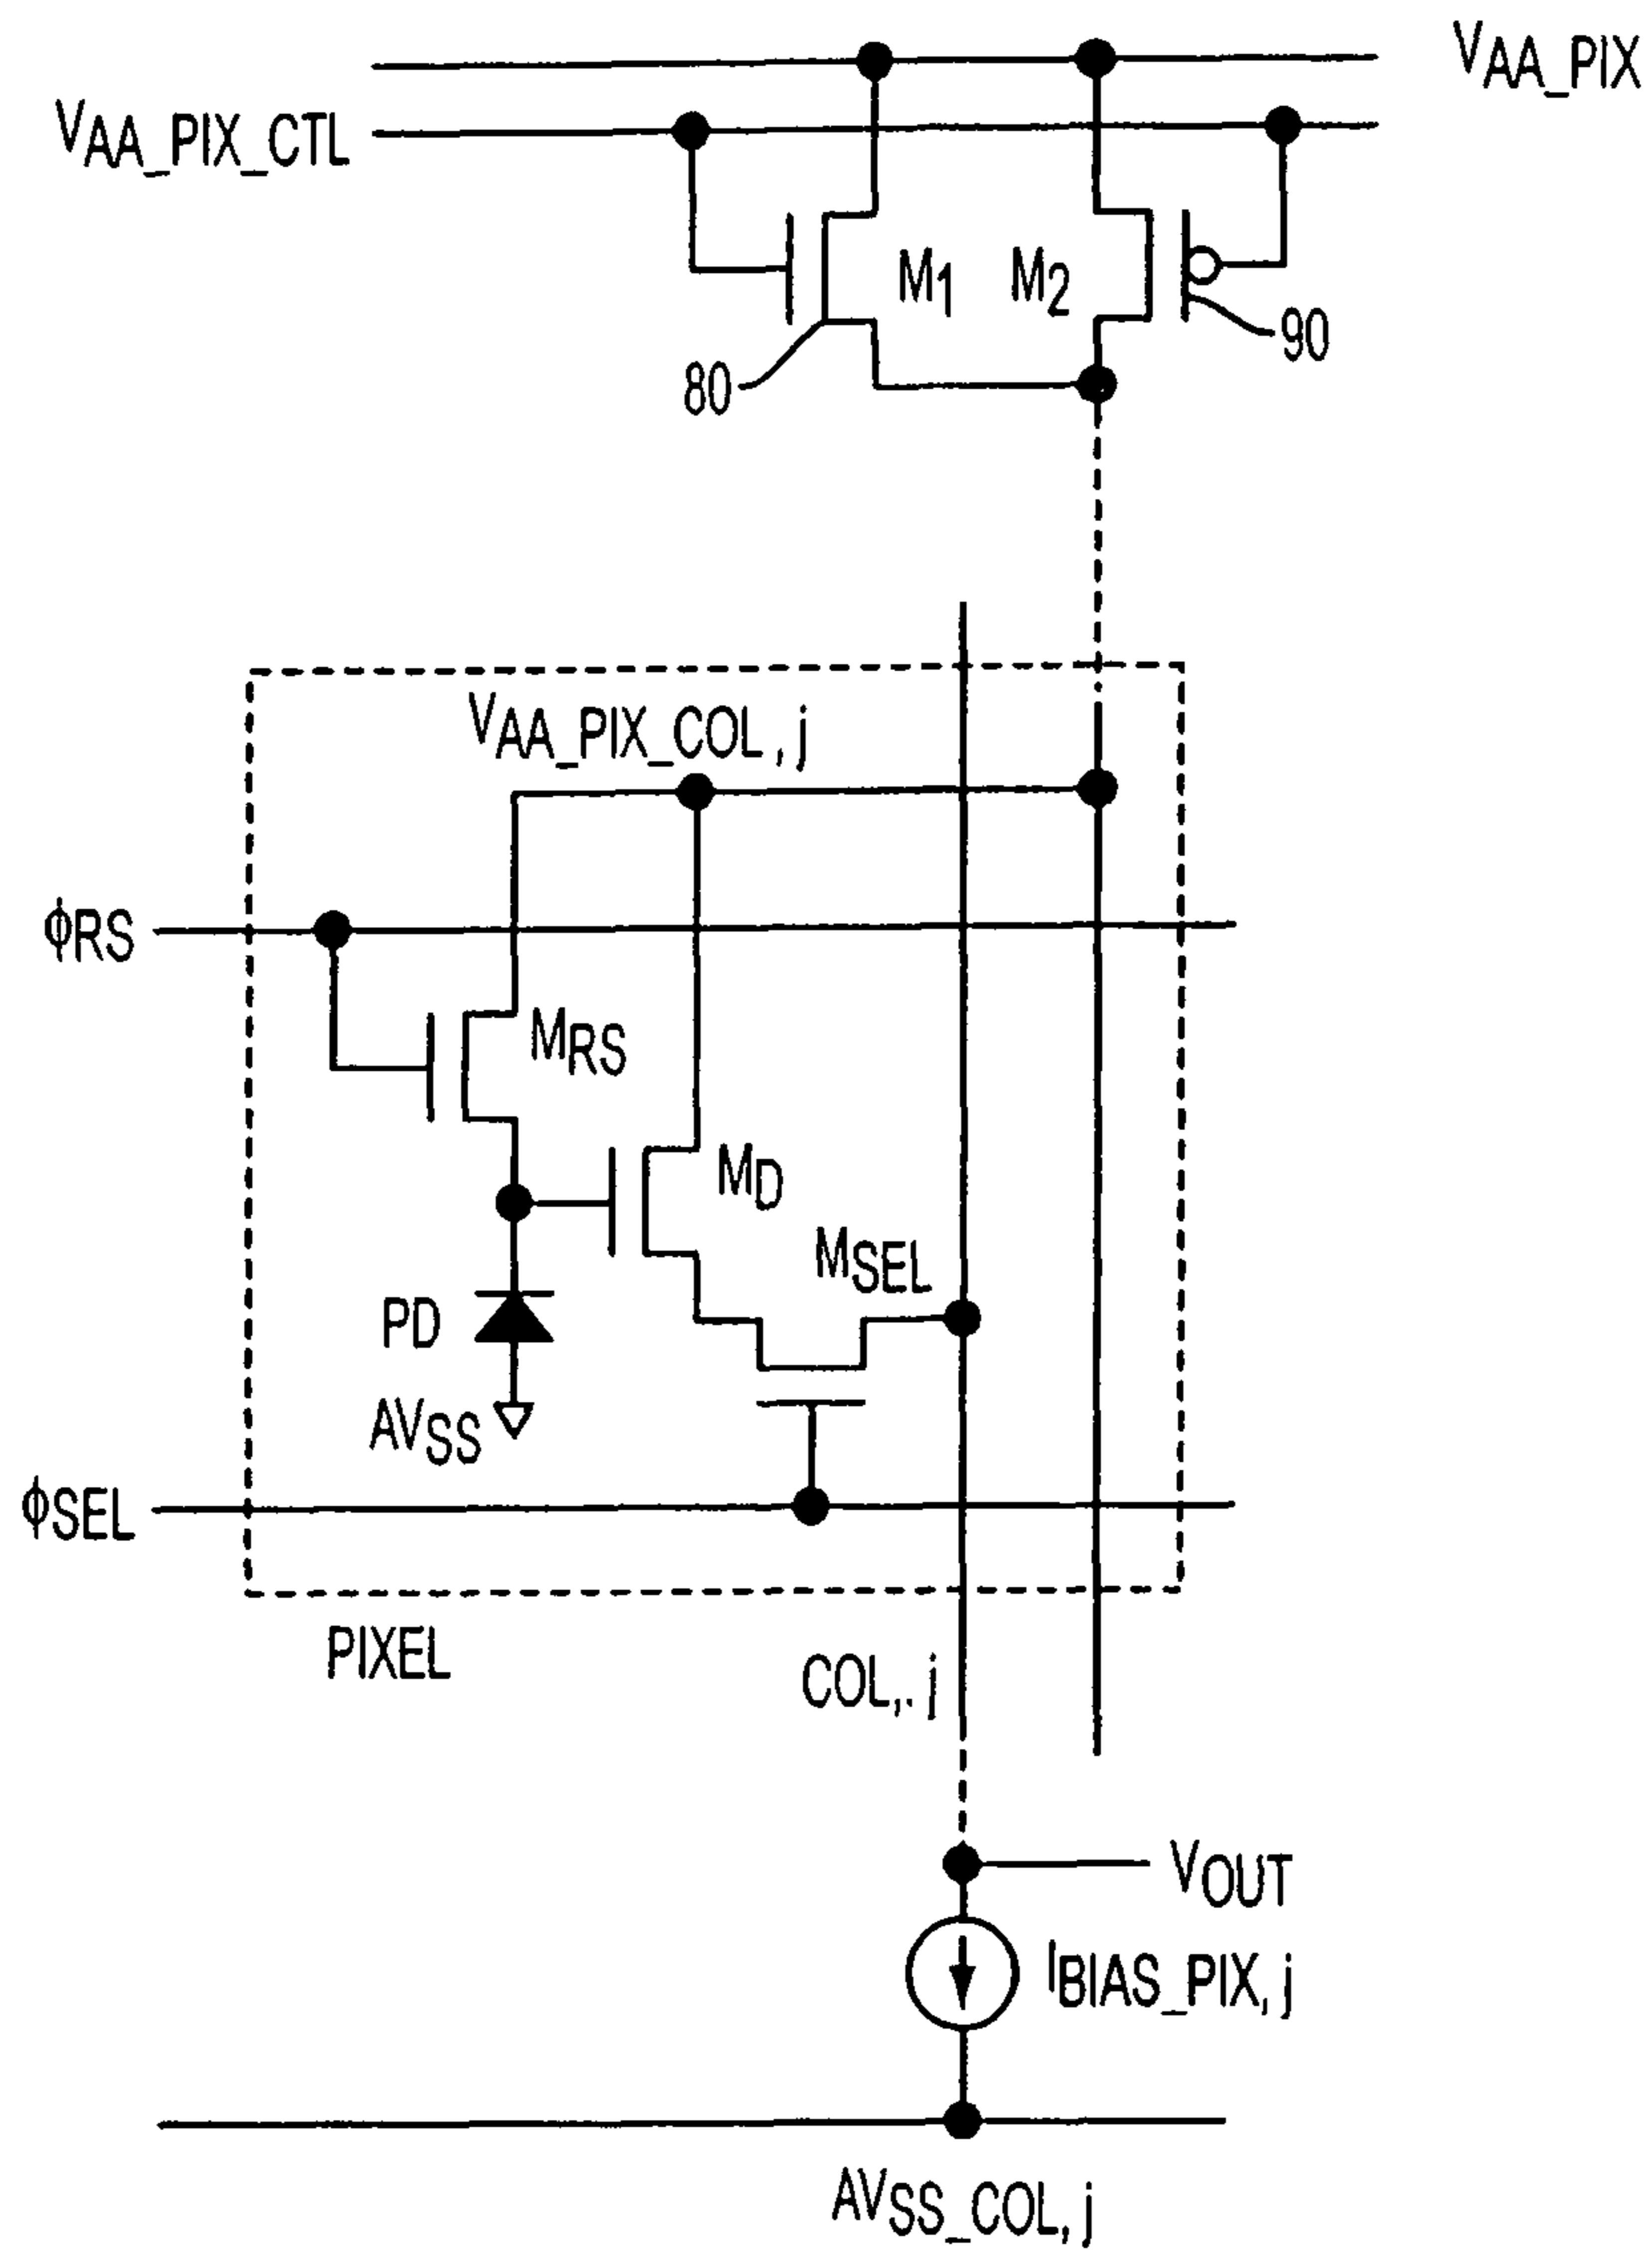 VAA_PIX
VAA_PIX_CTL
M1
M2
80
90
VAA_PIX_COL, j
ϕRS
MRS
MD
MSEL
PD
AVSS
ϕSEL
PIXEL
COL,. j
VOUT
IBIAS_PIX, j
AVSS_COL, j